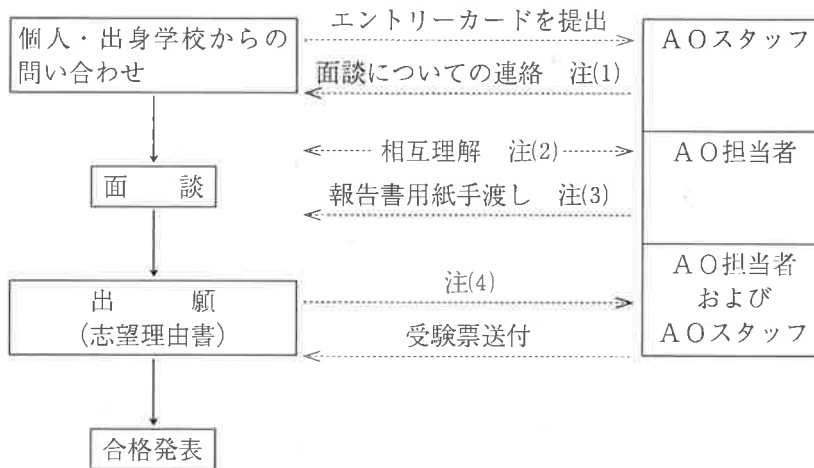 エントリーカードを提出
個人・出身学校からの
問い合わせ
AOスタッフ
面談についての連絡 注(1)
相互理解 注(2)
AO担当者
面 談
報告書用紙手渡し 注(3)
出 願
(志望理由書)
注(4)
AO担当者
および
AOスタッフ
受験票送付
合格発表